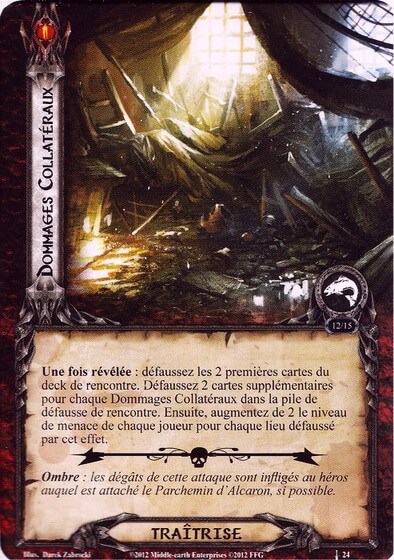 DOMMAGES COLLATÉRAUX
12/15
Une fois révélée : défaussez les 2 premières cartes du
deck de rencontre. Défaussez 2 cartes supplémentaires
pour chaque Dommages Collatéraux dans la pile de
défausse de rencontre. Ensuite, augmentez de 2 le niveau
de menace de chaque joueur pour chaque lieu défaussé
par cet effet.
Ombre : les dégâts de cette attaque sont infligés au héros
auquel est attaché le Parchemin d'Alcaron, si possible.
TRAÎTRISE
Illus. Darek Zabrocki ©2012 Middle-earth Enterprises ©2012 FFG 24